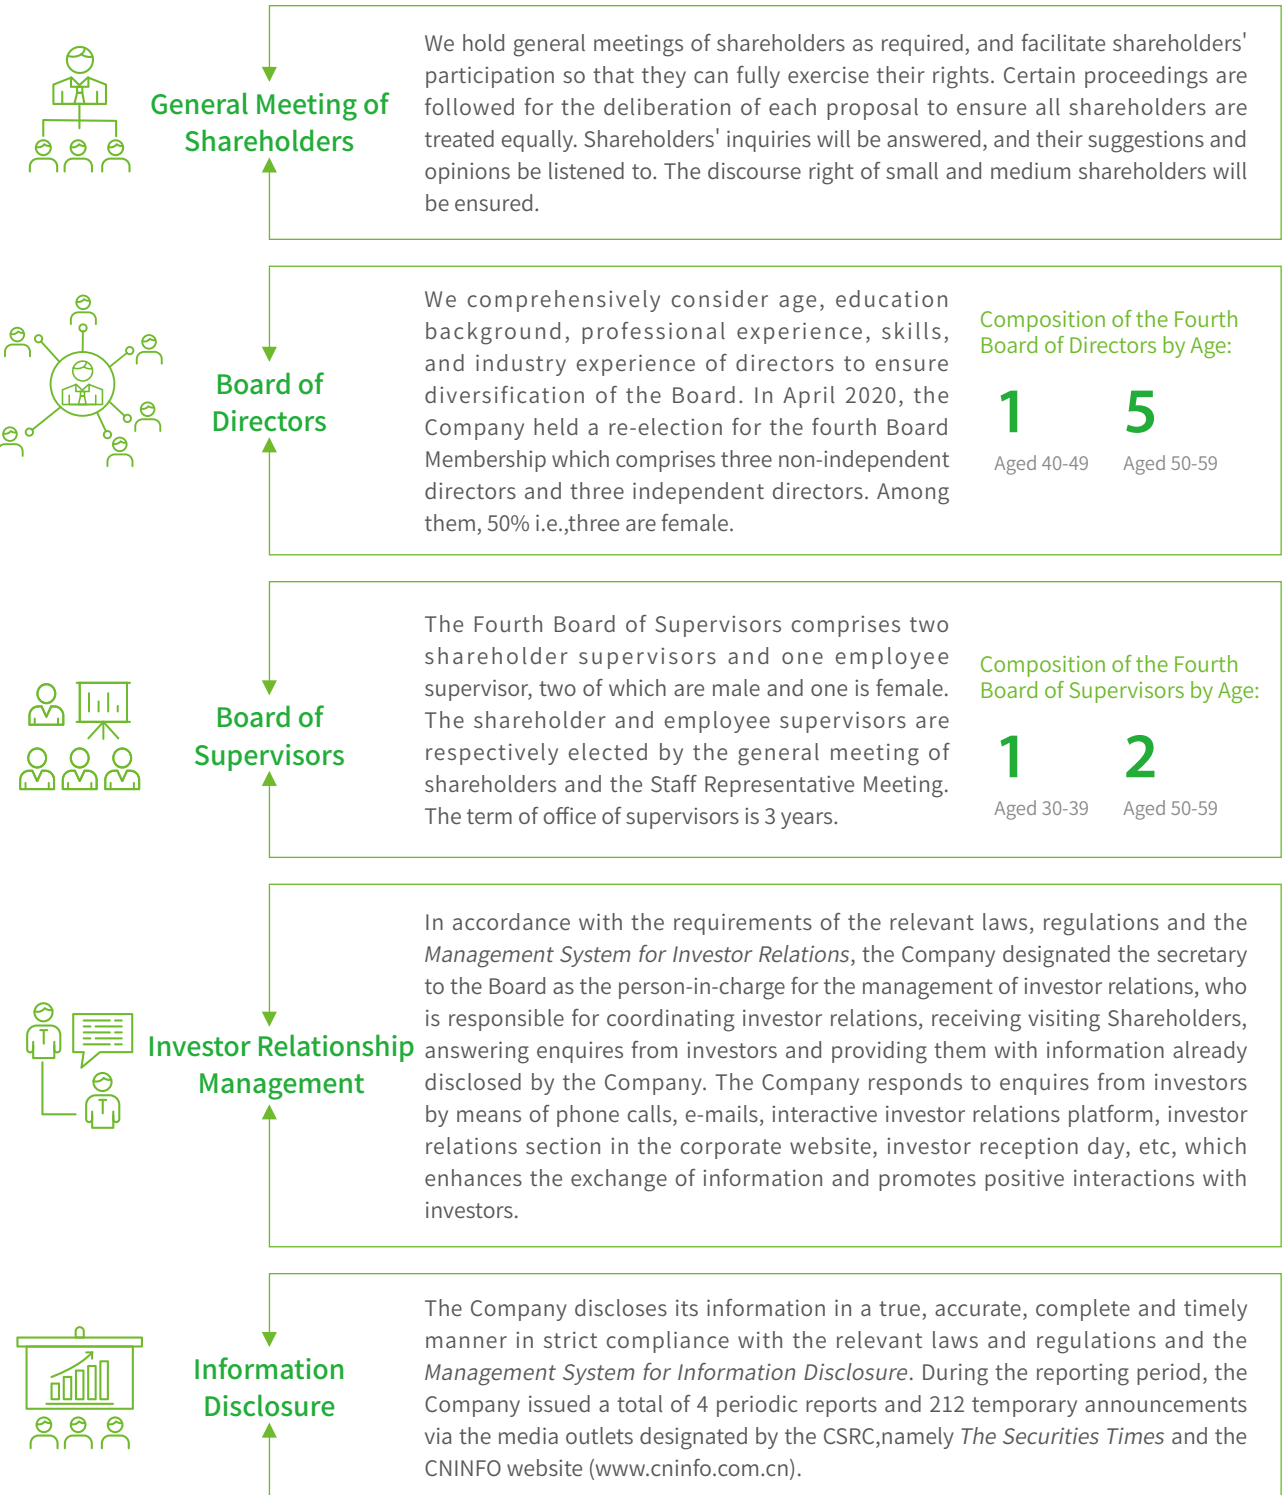 General Meeting of
Shareholders
We hold general meetings of shareholders as required, and facilitate shareholders'
participation so that they can fully exercise their rights. Certain proceedings are
followed for the deliberation of each proposal to ensure all shareholders are
treated equally. Shareholders' inquiries will be answered, and their suggestions and
opinions be listened to. The discourse right of small and medium shareholders will
be ensured.
Board of
Directors
We comprehensively consider age, education
background, professional experience, skills,
and industry experience of directors to ensure
diversification of the Board. In April 2020, the
Company held a re-election for the fourth Board
Membership which comprises three non-independent
directors and three independent directors. Among
them, 50% i.e.,three are female.
Composition of the Fourth
Board of Directors by Age:
1 5
Aged 40-49 Aged 50-59
Board of
Supervisors
The Fourth Board of Supervisors comprises two
shareholder supervisors and one employee
supervisor, two of which are male and one is female.
The shareholder and employee supervisors are
respectively elected by the general meeting of
shareholders and the Staff Representative Meeting.
The term of office of supervisors is 3 years.
Composition of the Fourth
Board of Supervisors by Age:
1 2
Aged 30-39 Aged 50-59
Investor Relationship
Management
In accordance with the requirements of the relevant laws, regulations and the
Management System for Investor Relations, the Company designated the secretary
to the Board as the person-in-charge for the management of investor relations, who
is responsible for coordinating investor relations, receiving visiting Shareholders,
answering enquires from investors and providing them with information already
disclosed by the Company. The Company responds to enquires from investors
by means of phone calls, e-mails, interactive investor relations platform, investor
relations section in the corporate website, investor reception day, etc, which
enhances the exchange of information and promotes positive interactions with
investors.
Information
Disclosure
The Company discloses its information in a true, accurate, complete and timely
manner in strict compliance with the relevant laws and regulations and the
Management System for Information Disclosure. During the reporting period, the
Company issued a total of 4 periodic reports and 212 temporary announcements
via the media outlets designated by the CSRC,namely The Securities Times and the
CNINFO website (www.cninfo.com.cn).